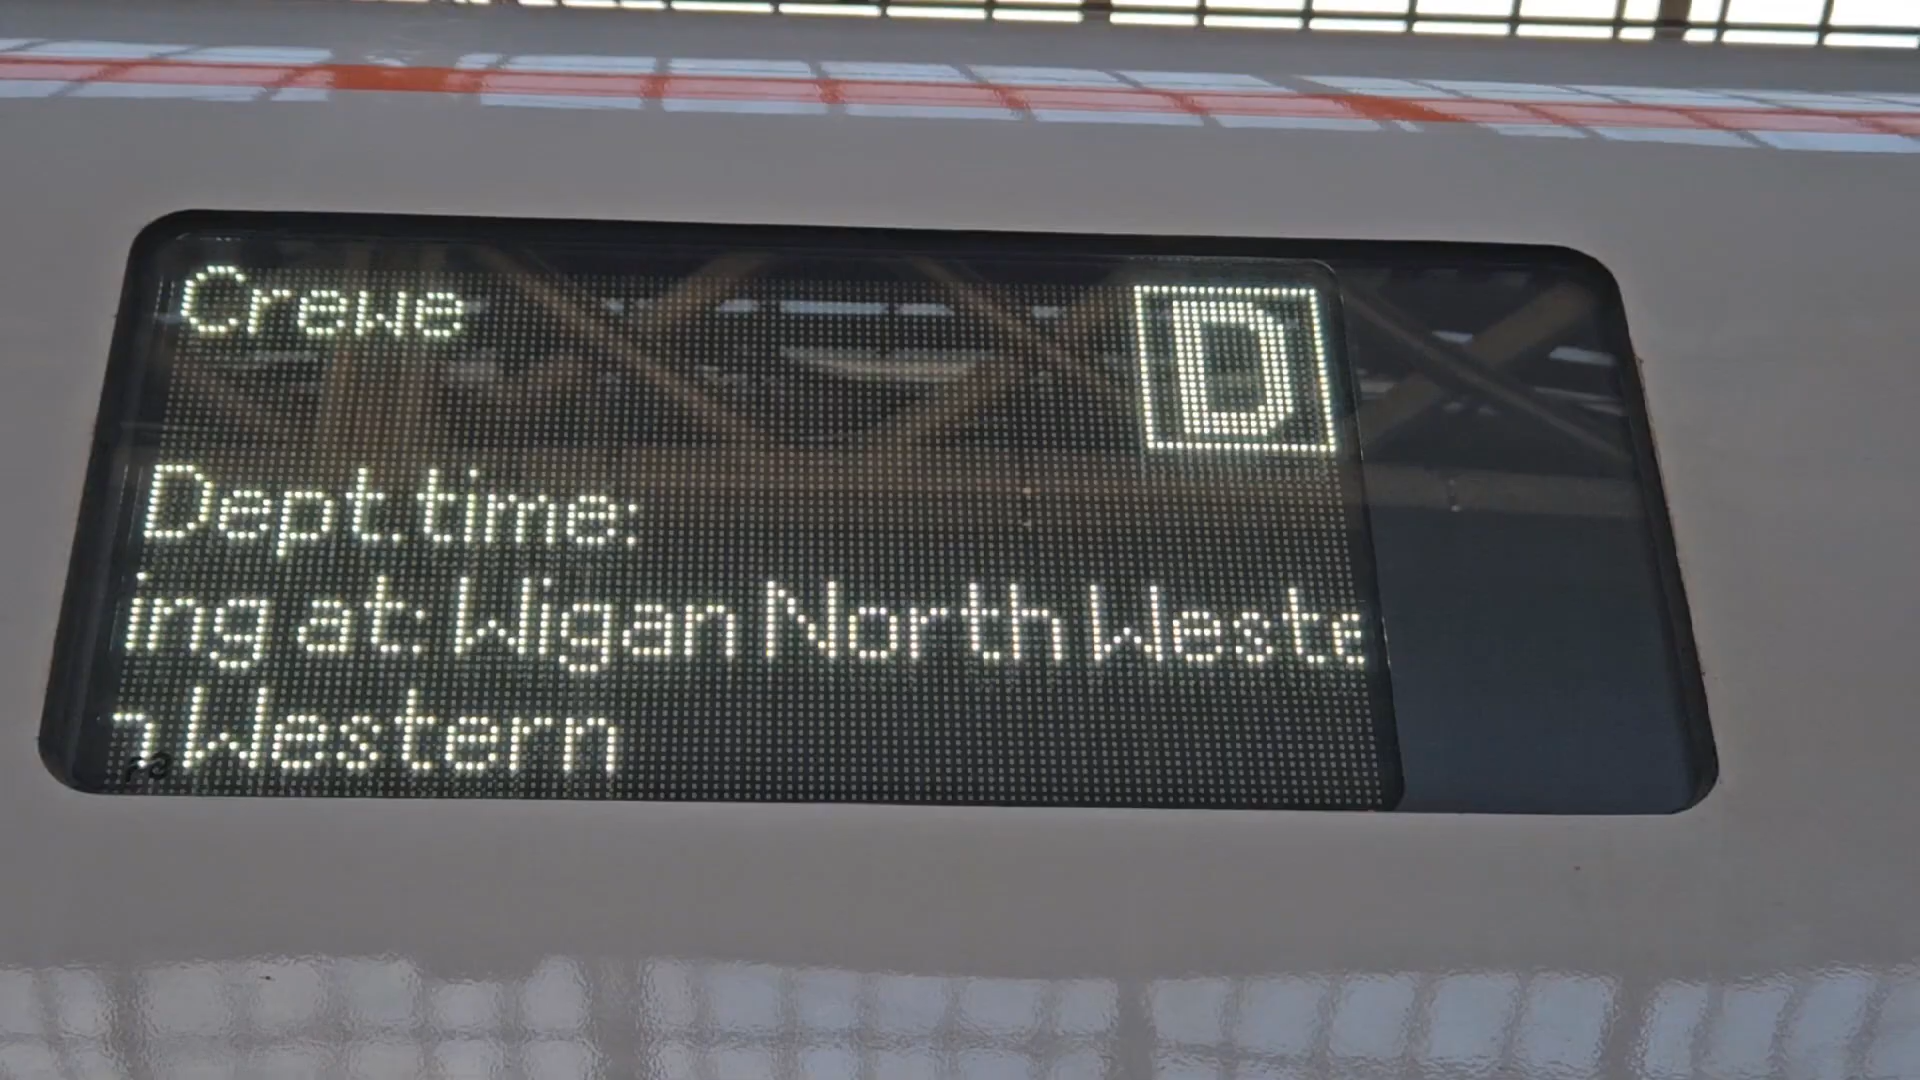 Crewe
D
Dept time:
ing at: Wigan North Weste
Western